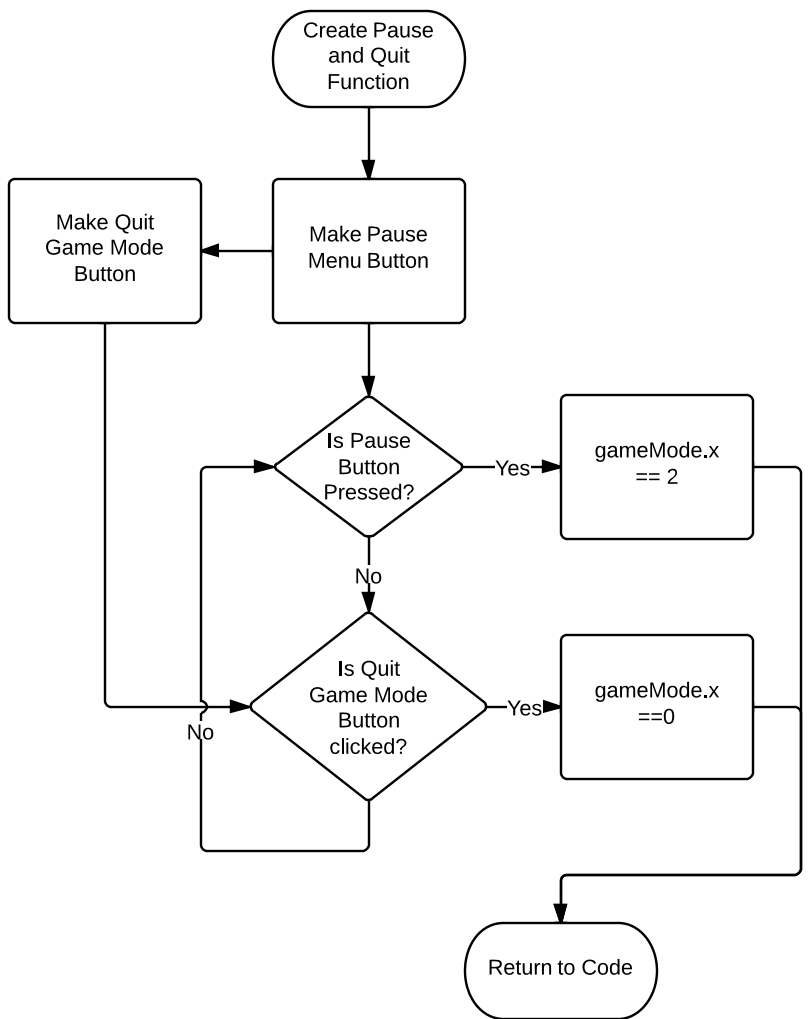 Create Pause
and Quit
Function
Make Quit
Game Mode
Button
Make Pause
Menu Button
Is Pause
Button
Pressed?
Yes
gameMode.x
== 2
No
Is Quit
Game Mode
Button
clicked?
Yes
gameMode.x
==0
No
Return to Code